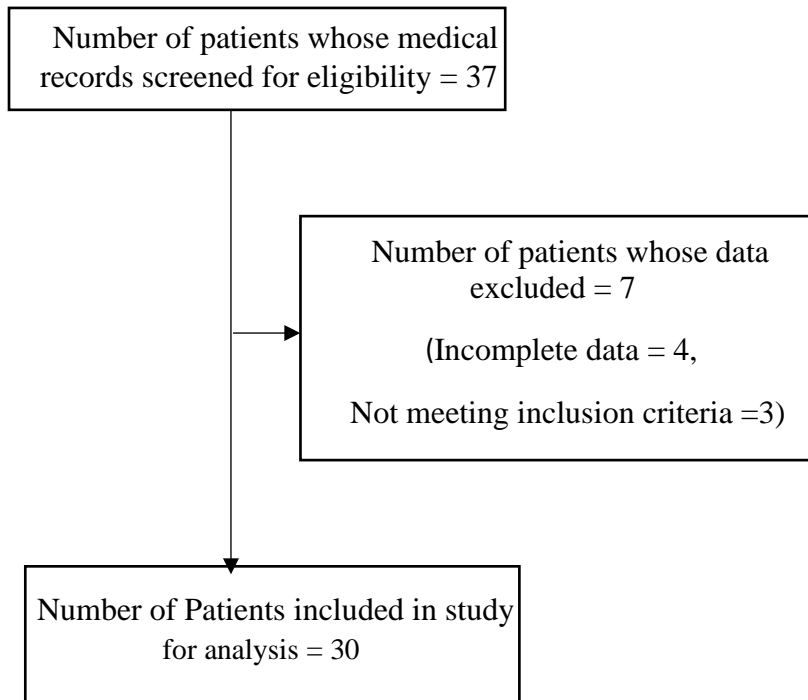 Number of patients whose medical
records screened for eligibility = 37
Number of patients whose data
excluded = 7
(Incomplete data = 4,
Not meeting inclusion criteria =3)
Number of Patients included in study
for analysis = 30